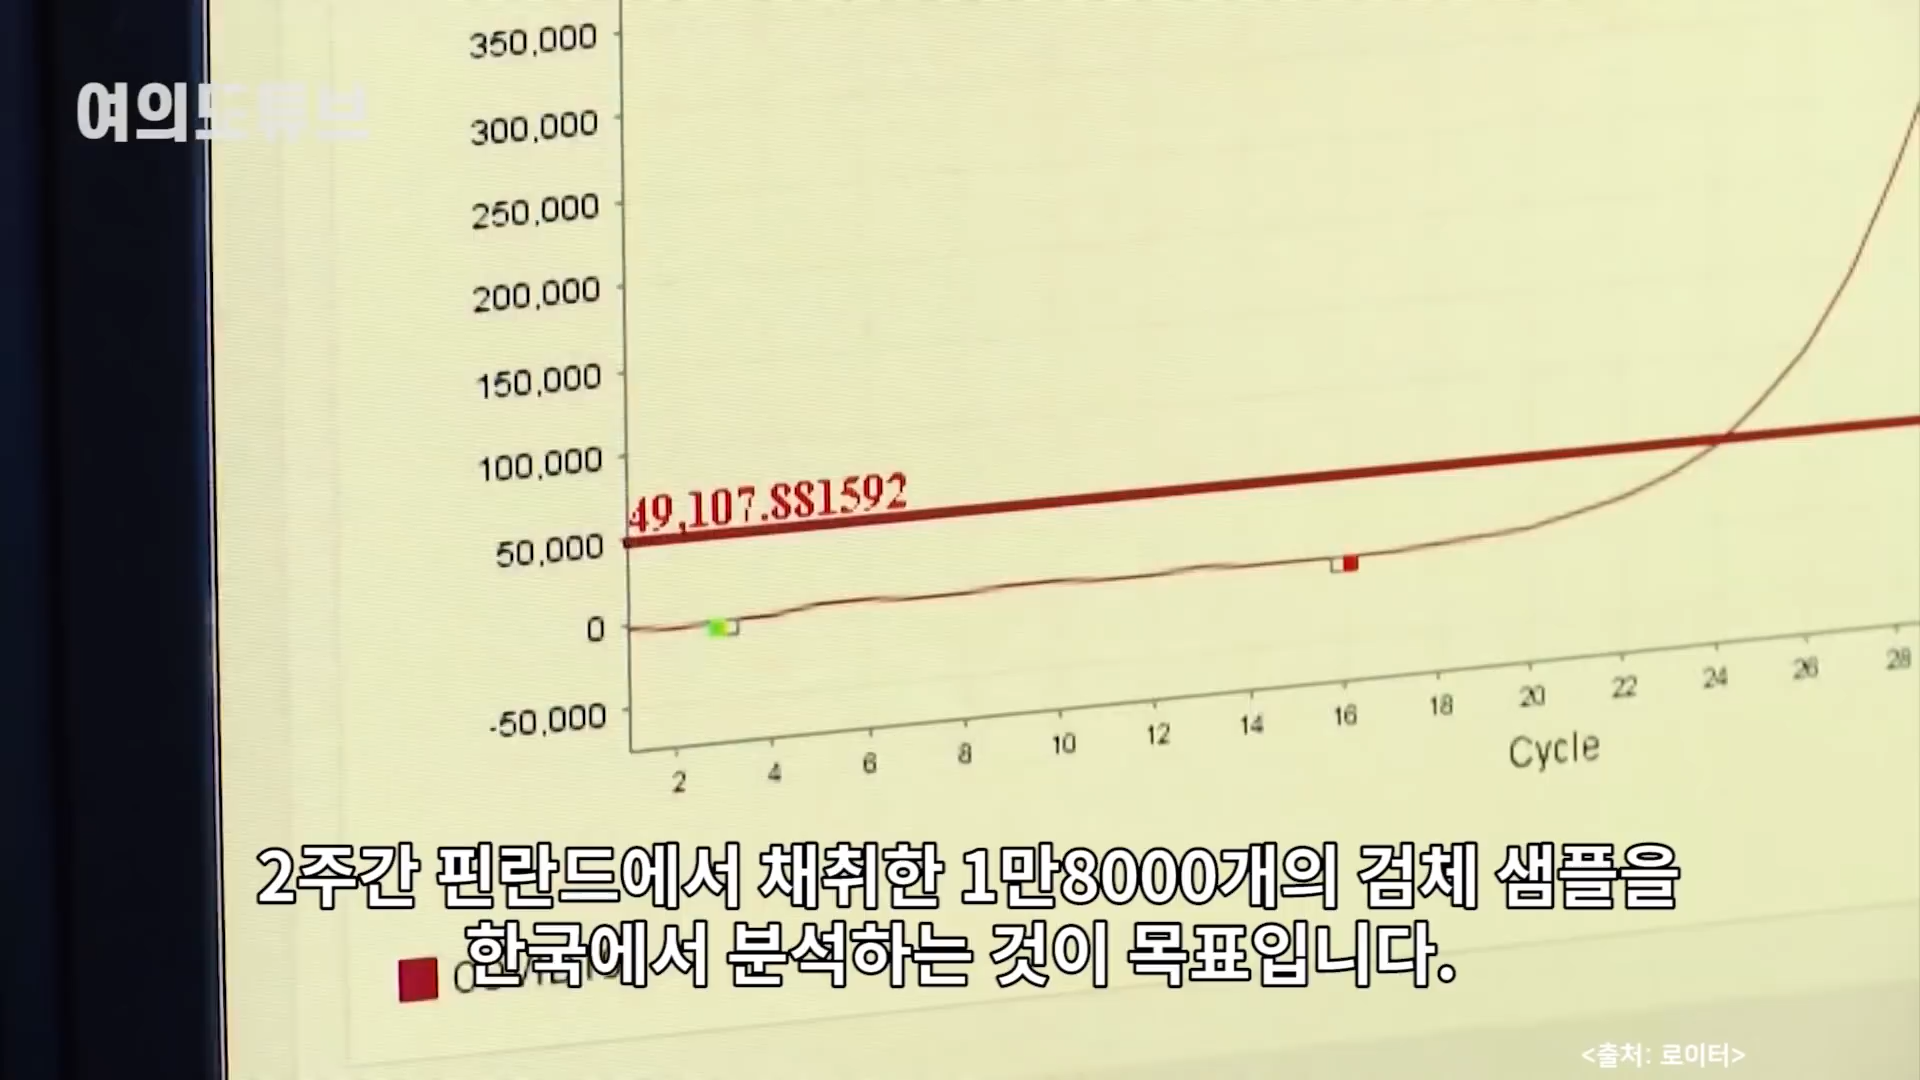 여의도튜브
350,000
300,000
250,000
200,000
150,000
100,000
49,107.881592
50,000
0
-50,000
2 4 6 8 10 12 14 16 18 20 22 24 26 28
Cycle
2주간 핀란드에서 채취한 1만8000개의 검체 샘플을
한국에서 분석하는 것이 목표입니다.
<출처: 로이터>